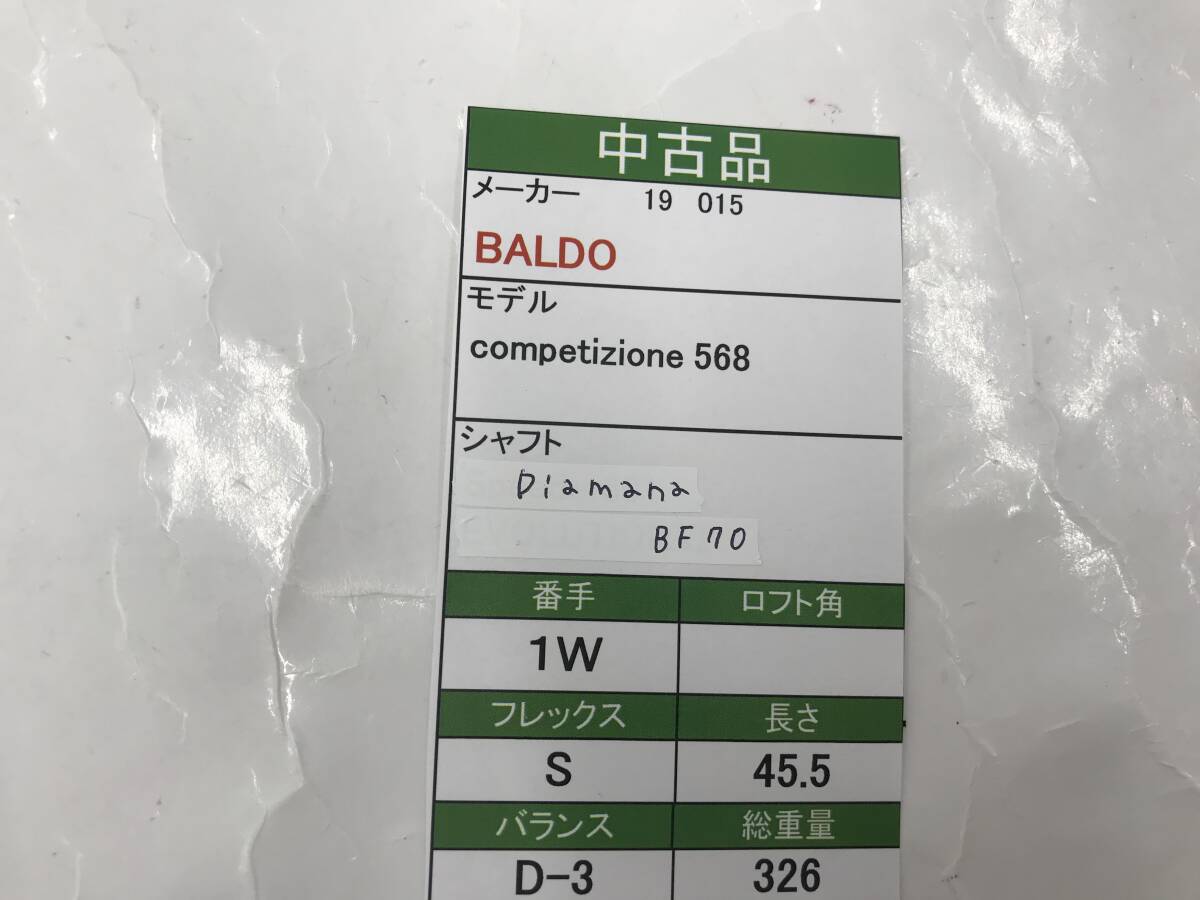 中古品
メーカー 19 015
BALDO
モデル
competizione 568
シャフト
Diamana
BF70
番手 ロフト角
1W
フレックス 長さ
S 45.5
バランス 総重量
D-3 326